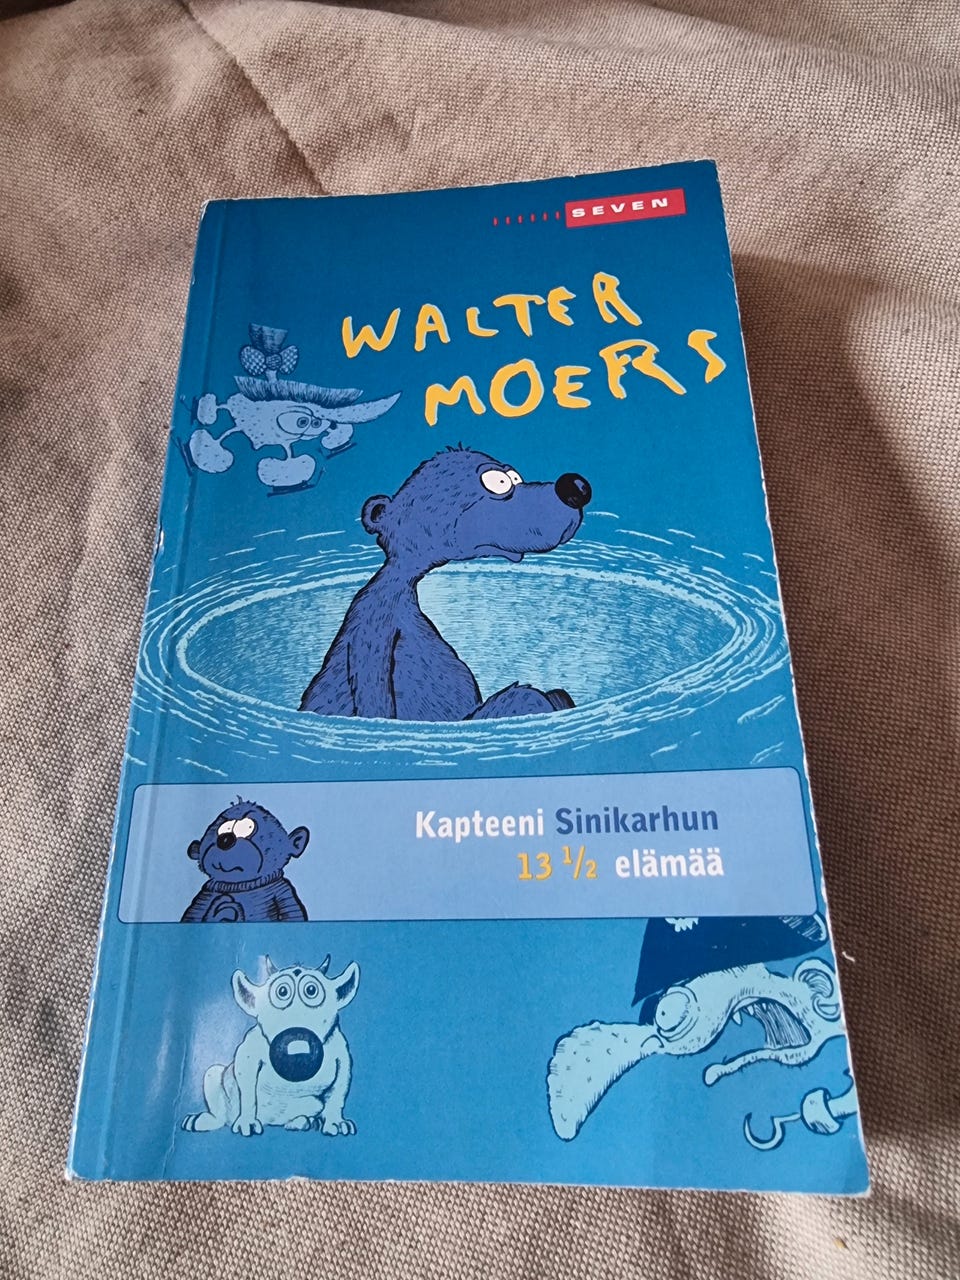 SEVEN
WALTER
MOERS
Kapteeni Sinikarhun
13 ½ elämää